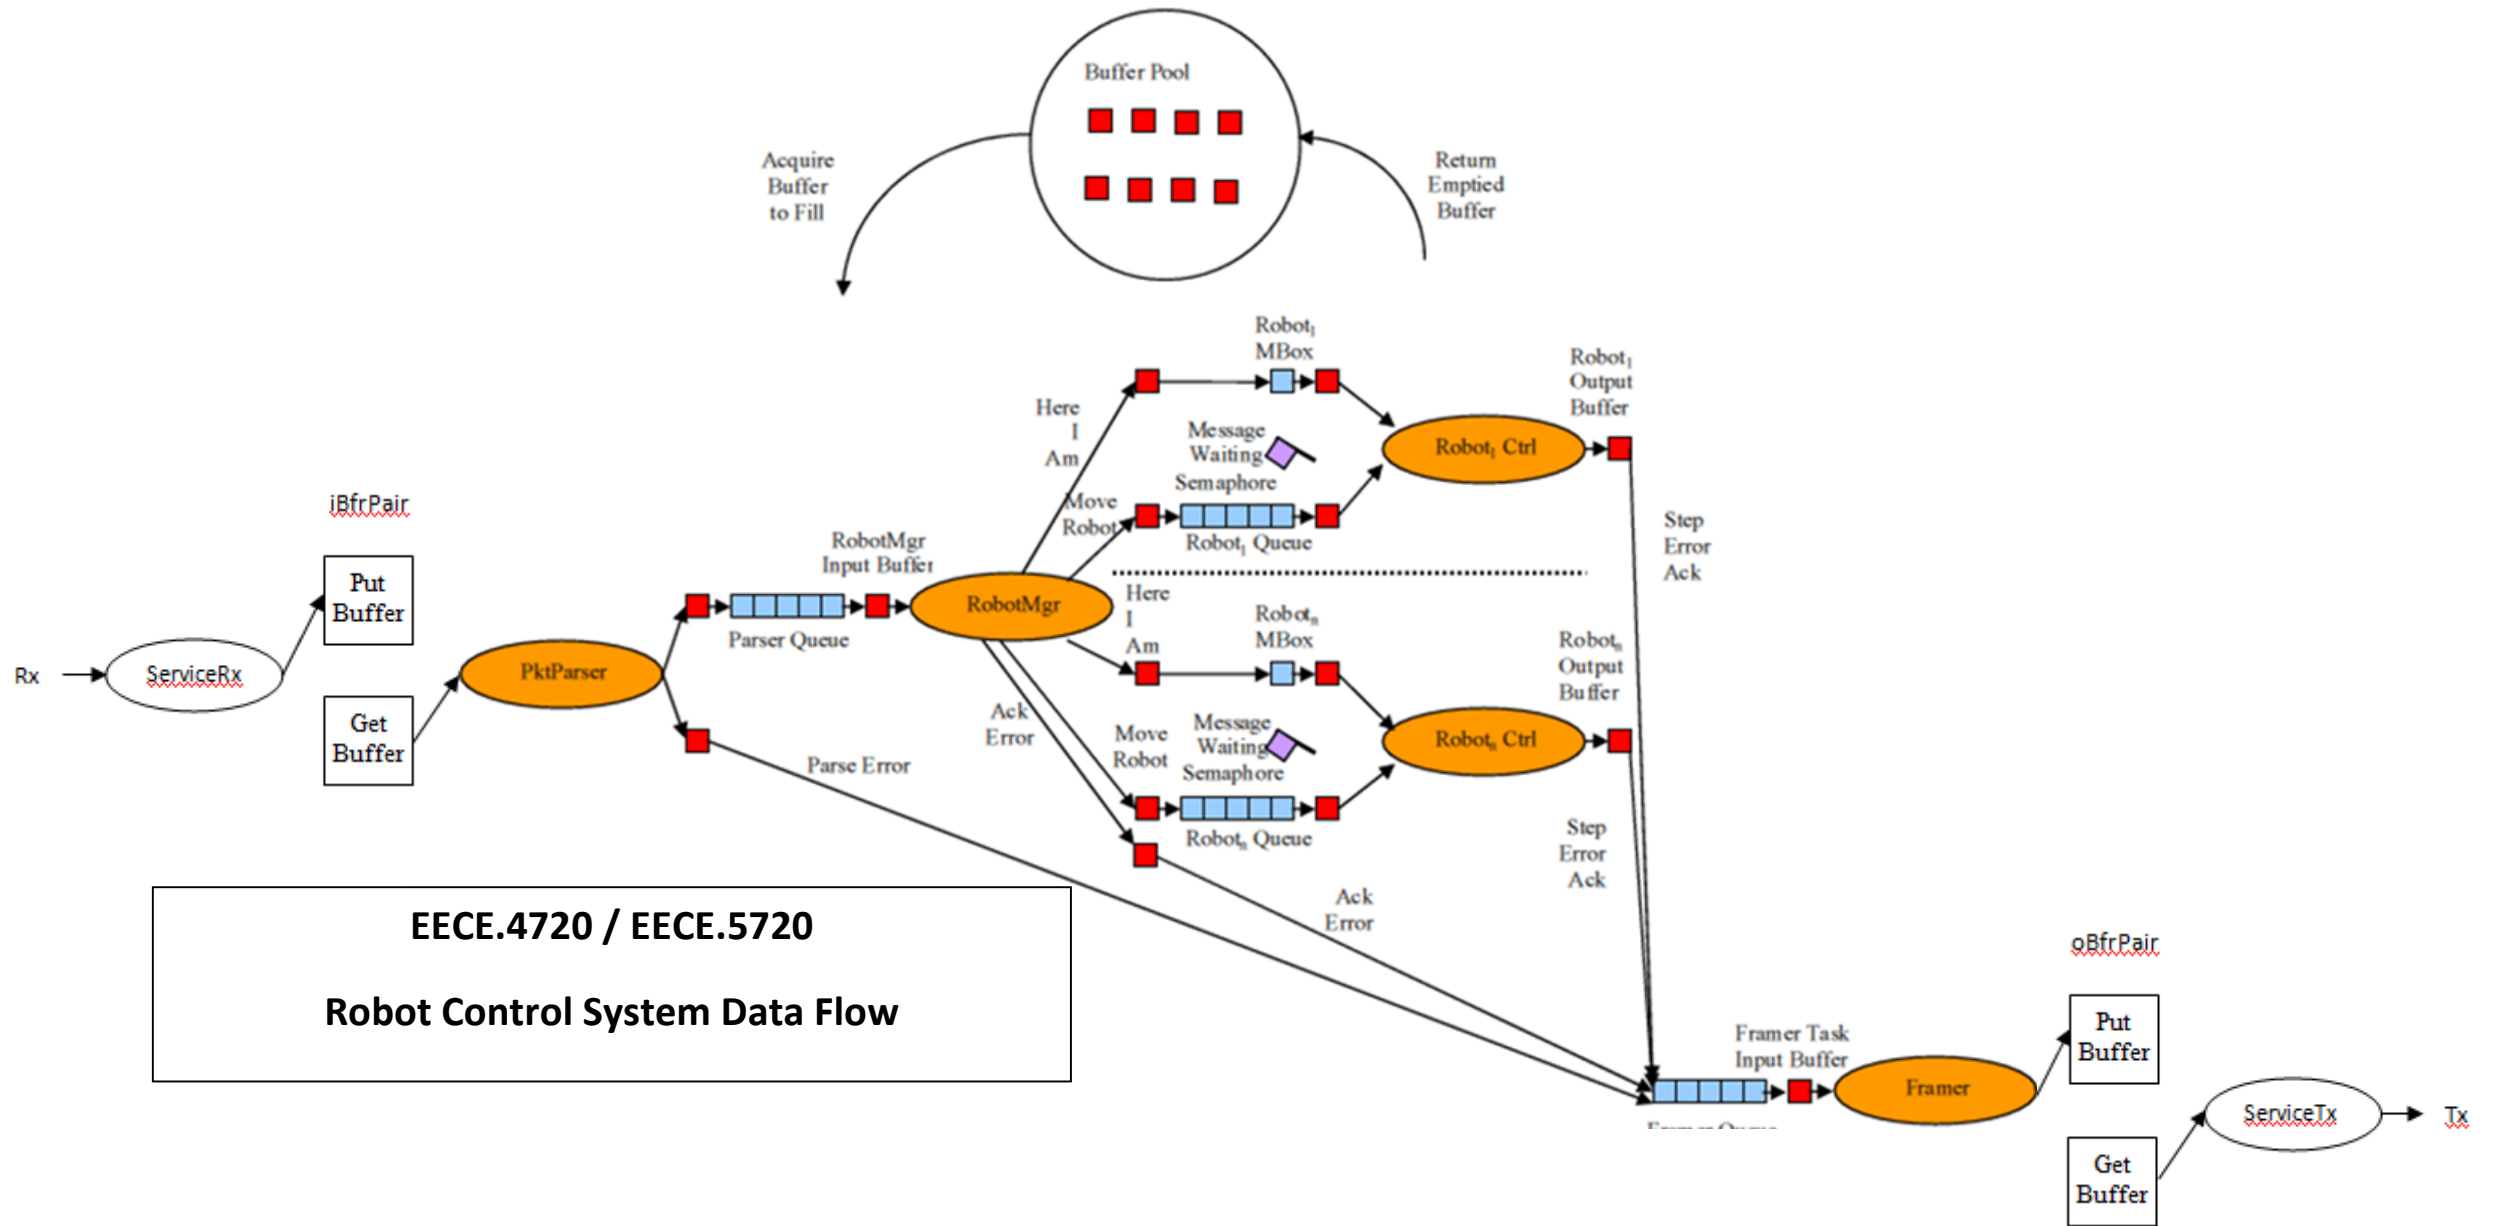 Buffer Pool
Acquire
Buffer
to Fill
Return
Emptied
Buffer
Robot1
MBox
Robot1
Output
Buffer
Here
I
Am
Message
Waiting
Semaphore
Robot1 Ctrl
Move
Robot
Robot1 Queue
Step
Error
Ack
iBfrPair
Put
Buffer
Get
Buffer
Rx
ServiceRx
PktParser
RobotMgr
Input Buffer
Parser Queue
RobotMgr
Here
I
Am
Robotn
MBox
Robotn
Output
Buffer
Ack
Error
Move
Robot
Message
Waiting
Semaphore
Robotn Ctrl
Robotn Queue
Parse Error
Step
Error
Ack
Ack
Error
EECE.4720 / EECE.5720
Robot Control System Data Flow
oBfrPair
Put
Buffer
Get
Buffer
Framer Task
Input Buffer
Framer
Framer Queue
ServiceTx
Tx